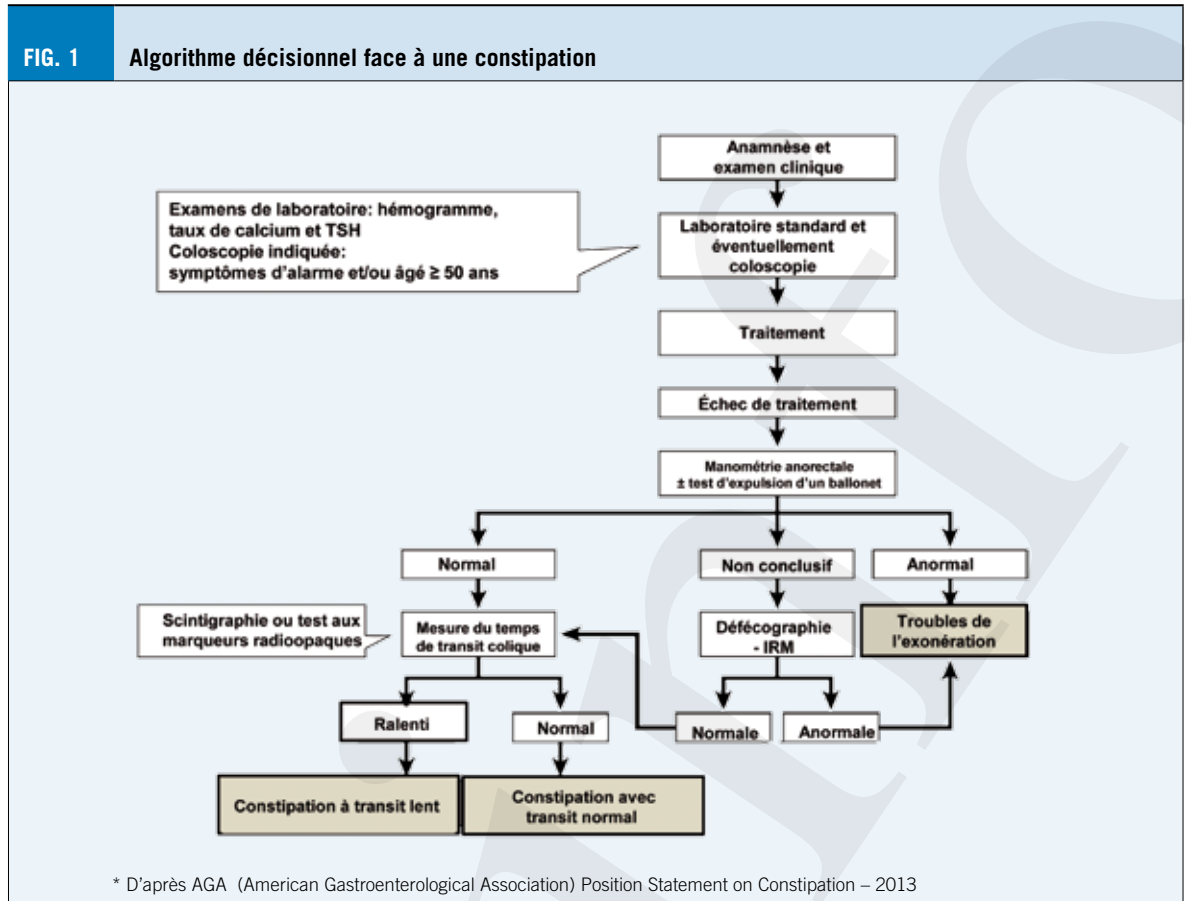 FIG. 1
Algorithme décisionnel face à une constipation
Anamnèse et
examen clinique
Examens de laboratoire: hémogramme,
taux de calcium et TSH
Coloscopie indiquée:
symptômes d'alarme et/ou âgé ≥ 50 ans
Laboratoire standard et
éventuellement
coloscopie
Traitement
Échec de traitement
Manométrie anorectale
± test d'expulsion d'un ballonet
Normal
Non conclusif
Anormal
Scintigraphie ou test aux
marqueurs radioopaques
Mesure du temps
de transit colique
Défécographie
- IRM
Troubles de
l'exonération
Ralenti
Normal
Normale
Anormale
Constipation à transit lent
Constipation avec
transit normal
* D'après AGA (American Gastroenterological Association) Position Statement on Constipation – 2013